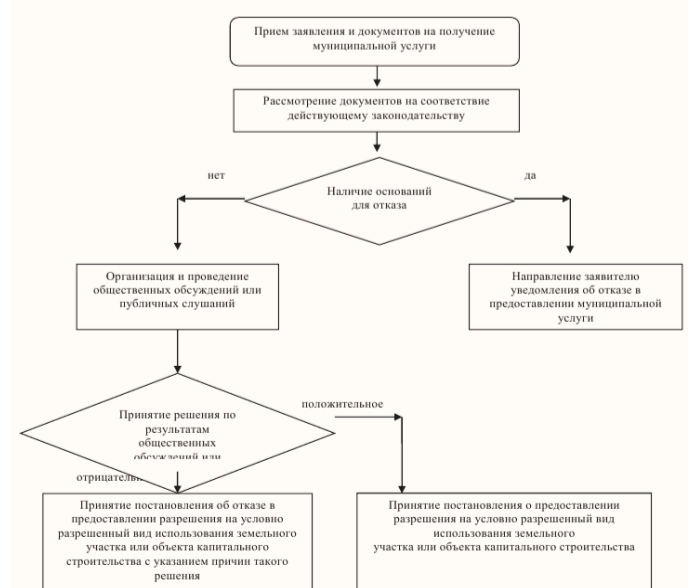 Прием заявления и документов на получение
муниципальной услуги
Рассмотрение документов на соответствие
действующему законодательству
нет
да
Наличие оснований
для отказа
Организация и проведение
общественных обсуждений или
публичных слушаний
Направление заявителю
уведомления об отказе в
предоставлении муниципальной
услуги
положительное
Принятие решения по
результатам
общественных
обсуждений или
отрицатель
Принятие постановления об отказе в
предоставлении разрешения на условно
разрешенный вид использования земельного
участка или объекта капитального
строительства с указанием причин такого
решения
Принятие постановления о предоставлении
разрешения на условно разрешенный вид
использования земельного
участка или объекта капитального строительства